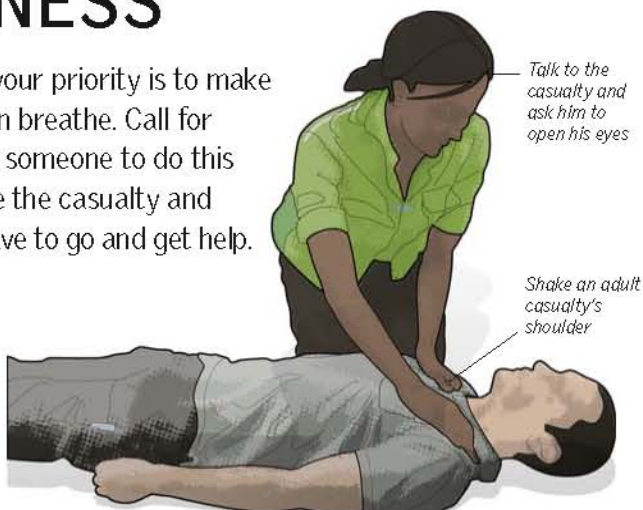 NESS
your priority is to make
n breathe. Call for
someone to do this
e the casualty and
ve to go and get help.
Talk to the
casualty and
ask him to
open his eyes
Shake an adult
casualty's
shoulder